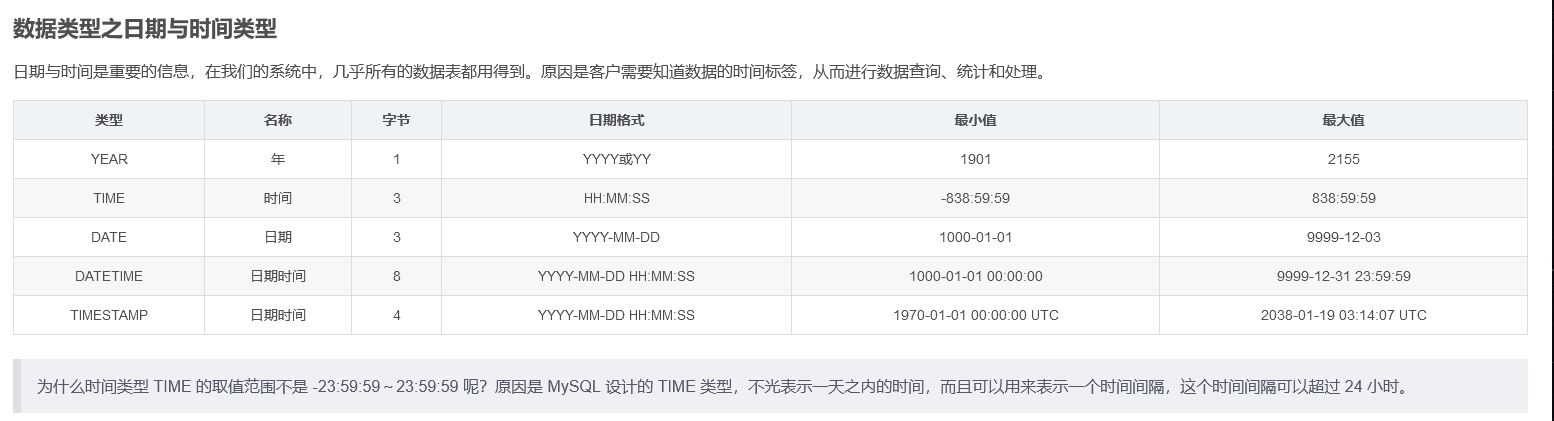 数据类型之日期与时间类型
日期与时间是重要的信息，在我们的系统中，几乎所有的数据表都用得到。原因是客户需要知道数据的时间标签，从而进行数据查询、统计和处理。
类型 名称 字节 日期格式 最小值 最大值
YEAR 年 1 YYYY或YY 1901 2155
TIME 时间 3 HH:MM:SS -838:59:59 838:59:59
DATE 日期 3 YYYY-MM-DD 1000-01-01 9999-12-03
DATETIME 日期时间 8 YYYY-MM-DD HH:MM:SS 1000-01-01 00:00:00 9999-12-31 23:59:59
TIMESTAMP 日期时间 4 YYYY-MM-DD HH:MM:SS 1970-01-01 00:00:00 UTC 2038-01-19 03:14:07 UTC
为什么时间类型 TIME 的取值范围不是 -23:59:59～23:59:59 呢？原因是 MySQL 设计的 TIME 类型，不光表示一天之内的时间，而且可以用来表示一个时间间隔，这个时间间隔可以超过 24 小时。